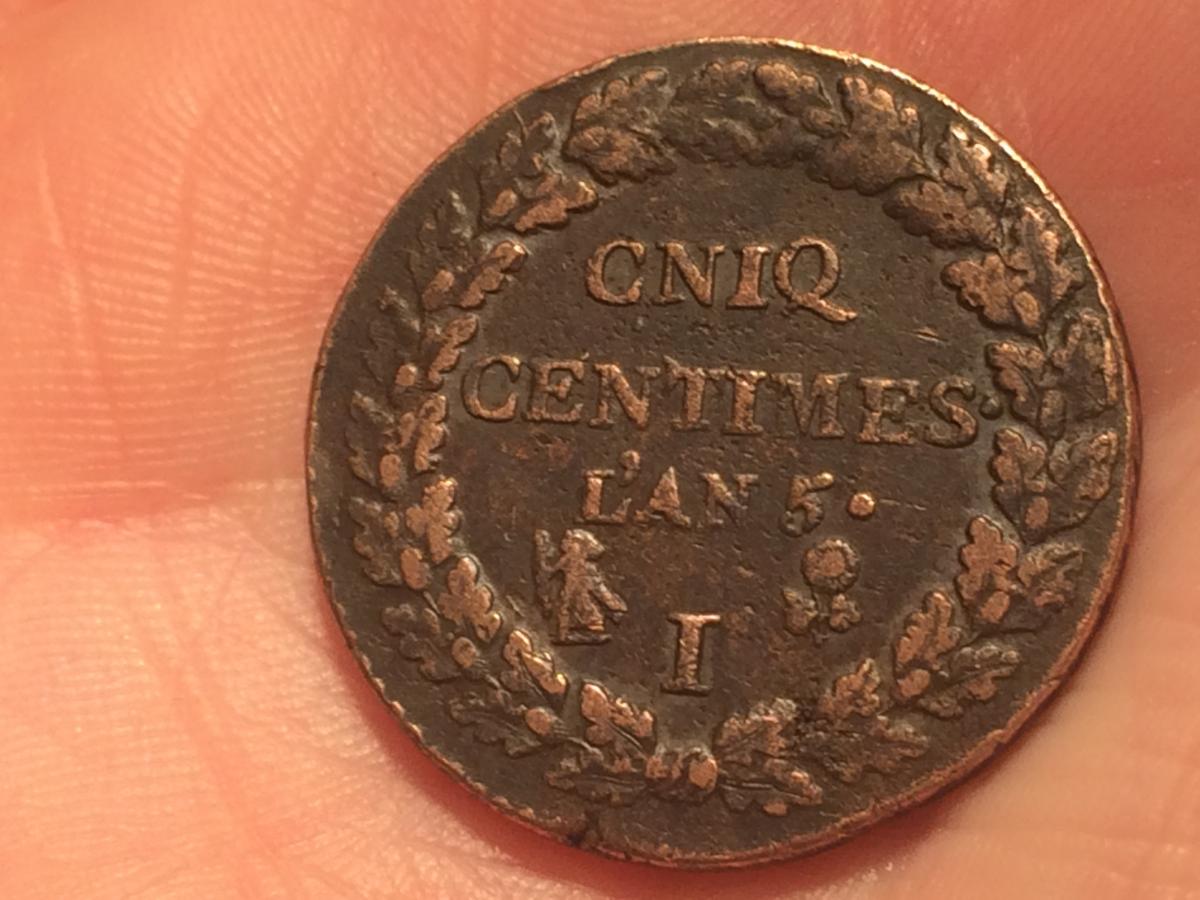 CNIQ
CENTIMES.
L'AN 5.
I